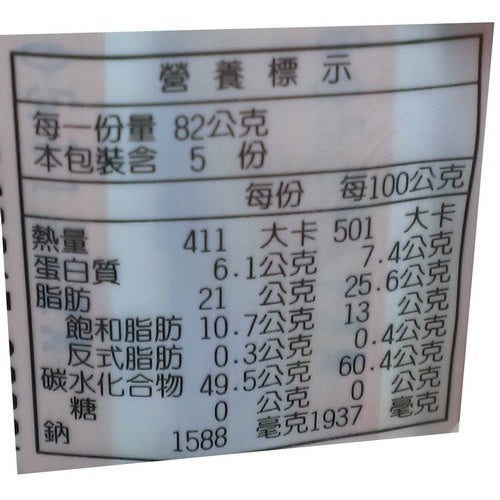 營養標示
每一份量 82公克
本包裝含 5 份
每份 每100公克
熱量 411 大卡 501 大卡
蛋白質 6.1公克 7.4公克
脂肪 21 公克 25.6公克
飽和脂肪 10.7公克 13 公克
反式脂肪 0.3公克 0.4公克
碳水化合物 49.5公克 60.4公克
糖 0 公克 0 公克
鈉 1588 毫克1937 毫克